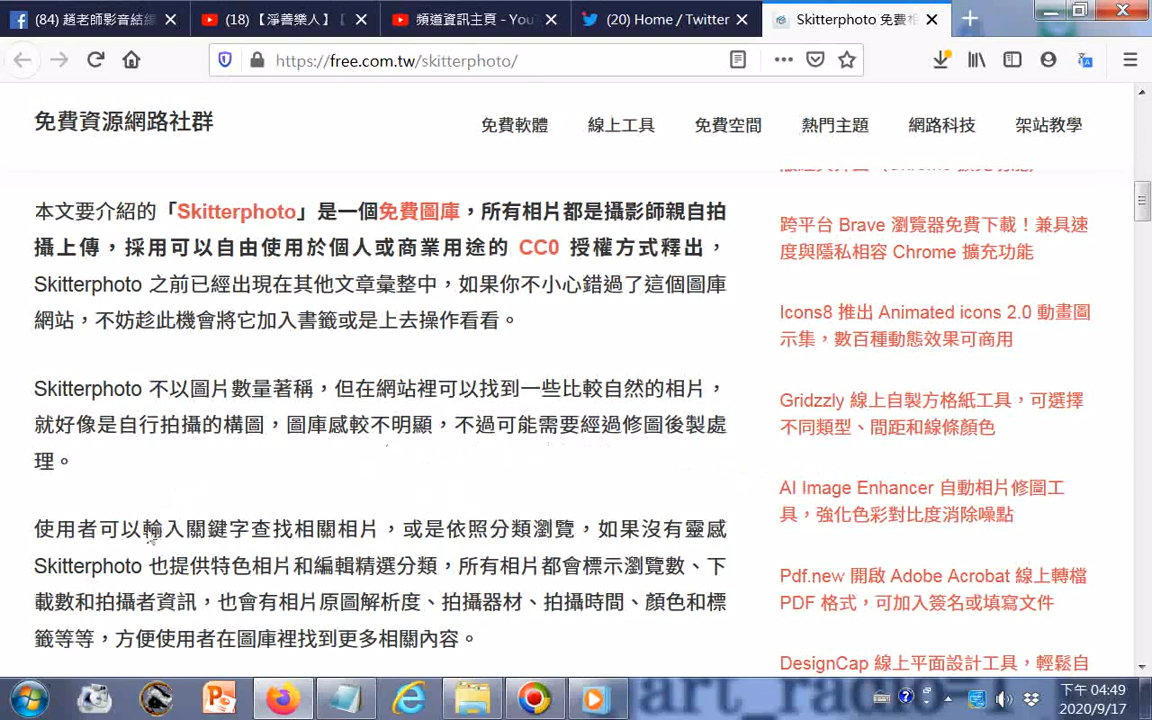 (84) 趙老師影音結緣
(18) 【淨善樂人】
頻道資訊主頁 - You
(20) Home / Twitter
Skitterphoto 免費相
https://free.com.tw/skitterphoto/
免費資源網路社群
免費軟體
線上工具
免費空間
熱門主題
網路科技
架站教學
本文要介紹的「Skitterphoto」是一個免費圖庫，所有相片都是攝影師親自拍
攝上傳，採用可以自由使用於個人或商業用途的 CC0 授權方式釋出，
Skitterphoto 之前已經出現在其他文章彙整中，如果你不小心錯過了這個圖庫
網站，不妨趁此機會將它加入書籤或是上去操作看看。
Skitterphoto 不以圖片數量著稱，但在網站裡可以找到一些比較自然的相片，
就好像是自行拍攝的構圖，圖庫感較不明顯，不過可能需要經過修圖後製處
理。
使用者可以輸入關鍵字查找相關相片，或是依照分類瀏覽，如果沒有靈感
Skitterphoto 也提供特色相片和編輯精選分類，所有相片都會標示瀏覽數、下
載數和拍攝者資訊，也會有相片原圖解析度、拍攝器材、拍攝時間、顏色和標
籤等等，方便使用者在圖庫裡找到更多相關內容。
跨平台 Brave 瀏覽器免費下載！兼具速
度與隱私相容 Chrome 擴充功能
Icons8 推出 Animated icons 2.0 動畫圖
示集，數百種動態效果可商用
Gridzzly 線上自製方格紙工具，可選擇
不同類型、間距和線條顏色
AI Image Enhancer 自動相片修圖工
具，強化色彩對比度消除噪點
Pdf.new 開啟 Adobe Acrobat 線上轉檔
PDF 格式，可加入簽名或填寫文件
DesignCap 線上平面設計工具，輕鬆自
下午 04:49
2020/9/17